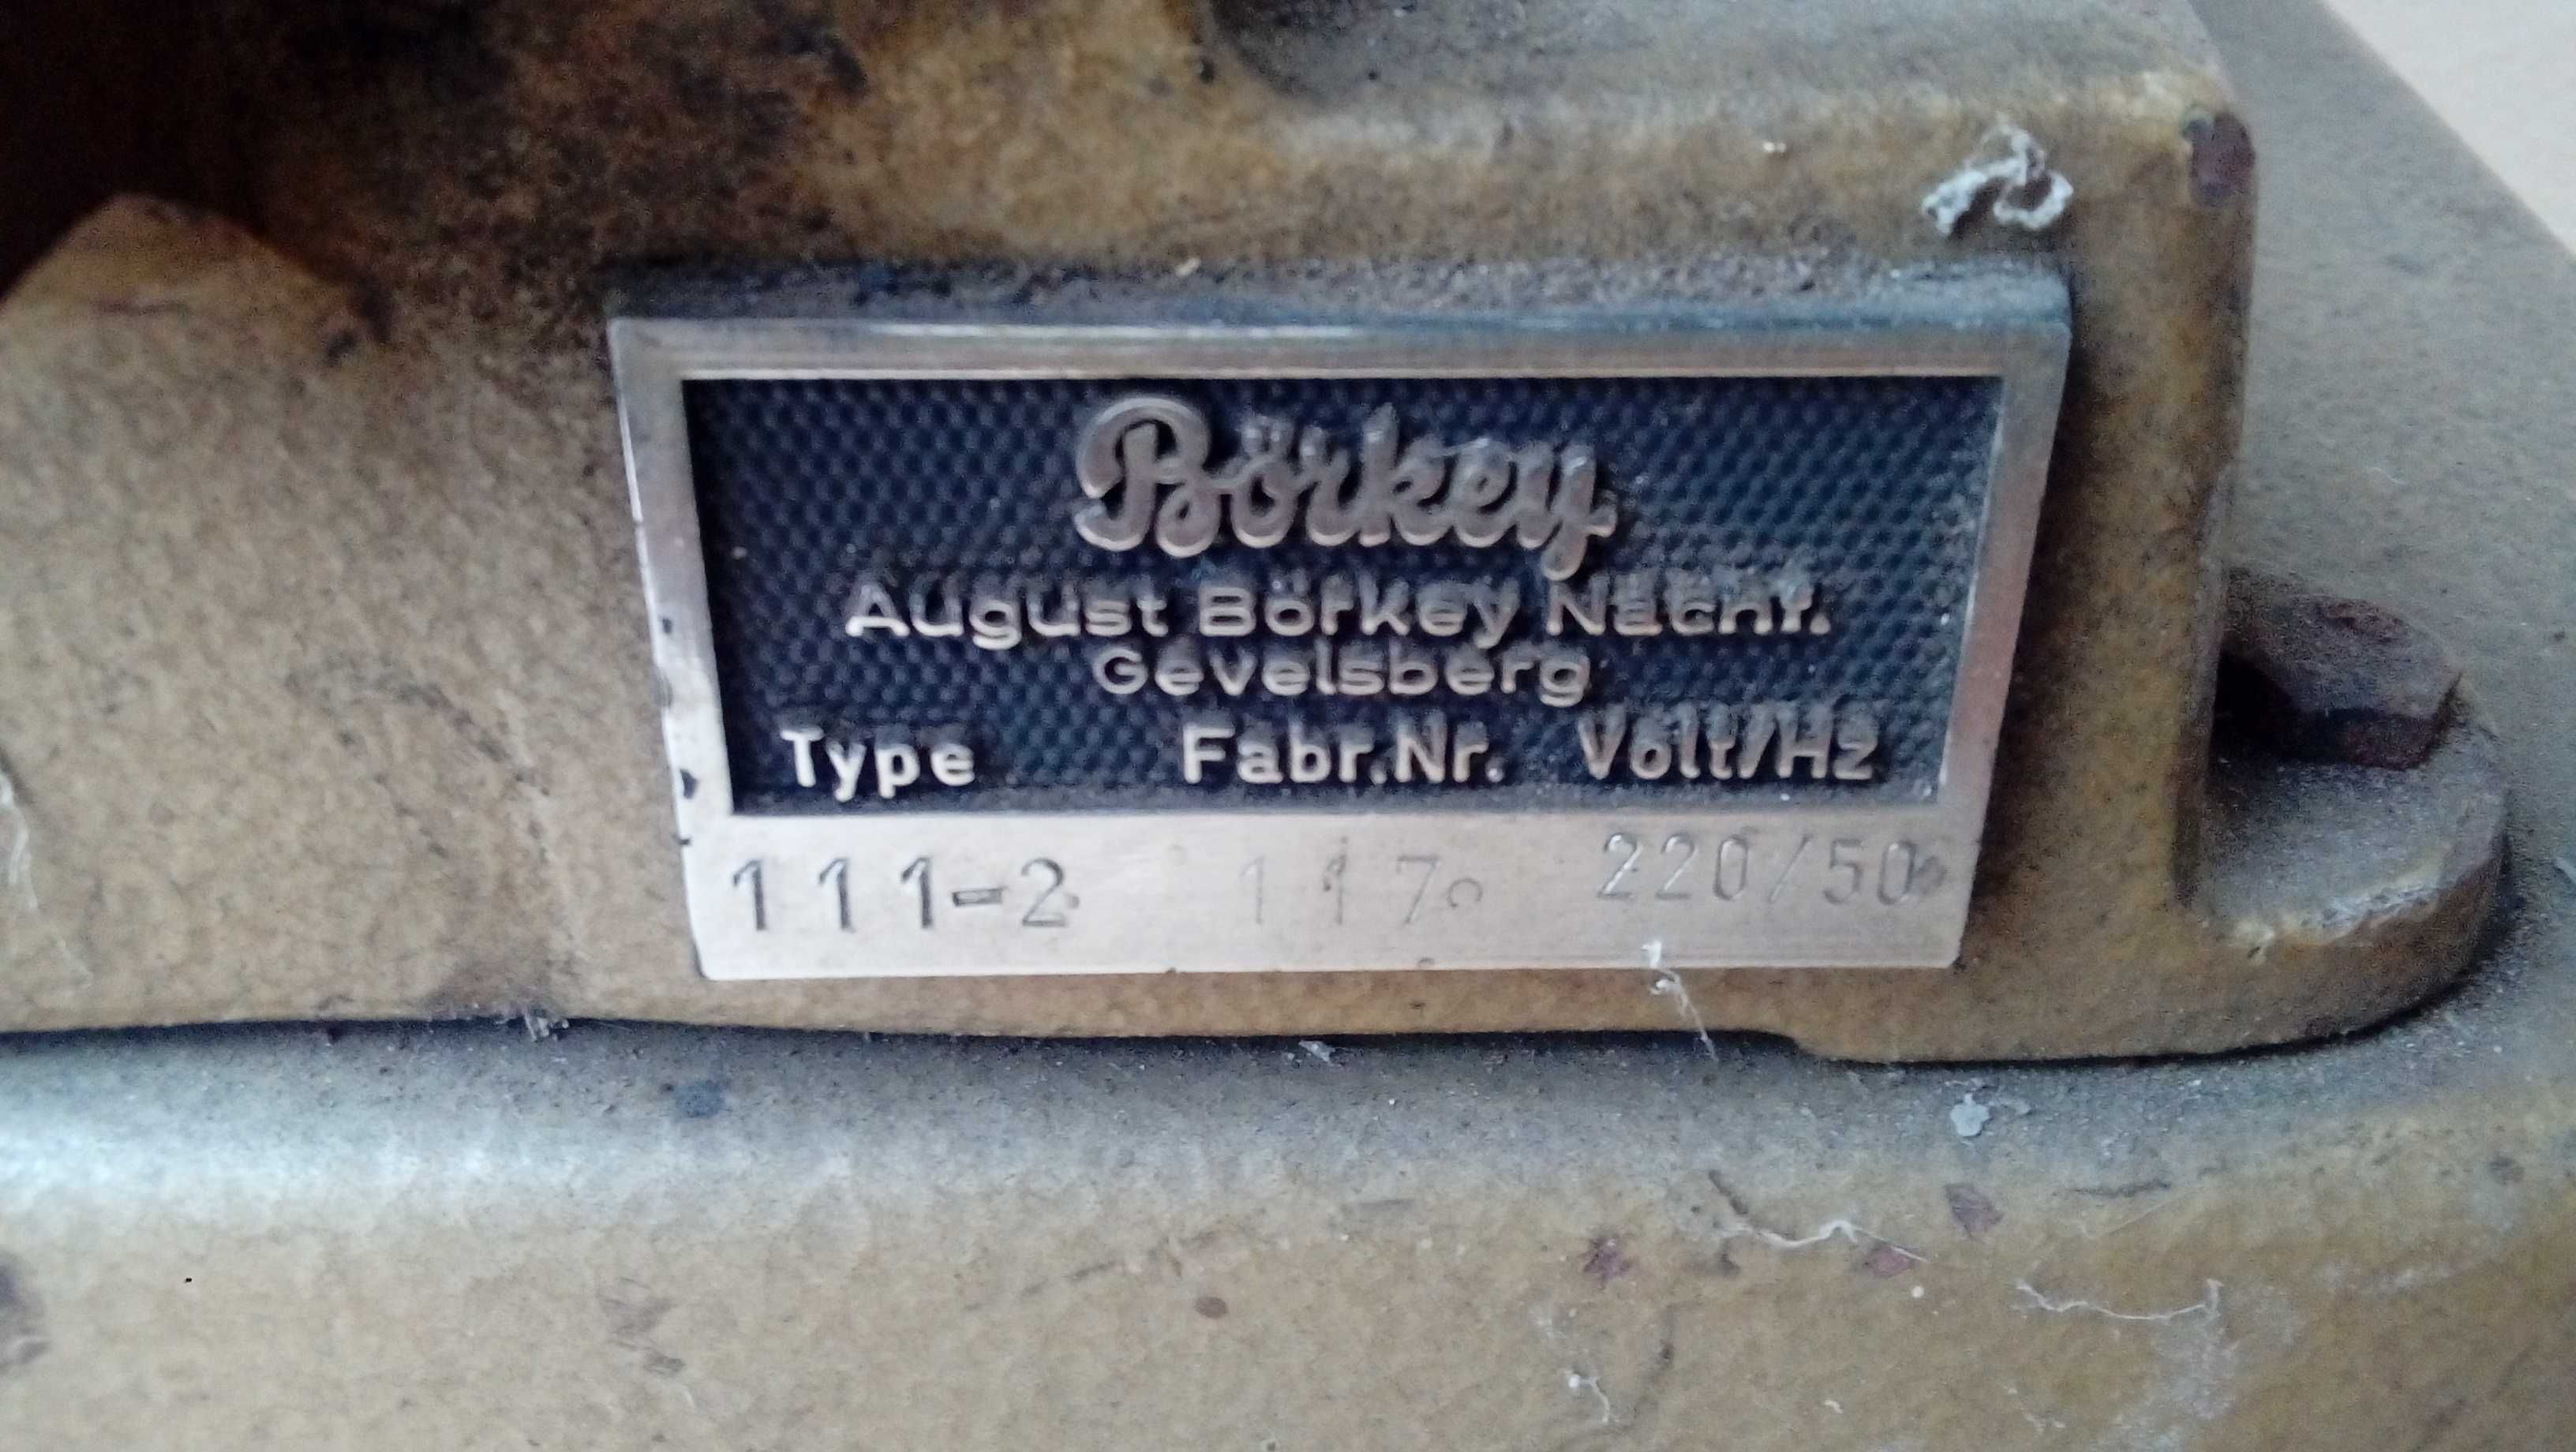 Börkey
August Börkey Nachf.
Gevelsberg
Type Fabr.Nr. Volt/Hz
111-2 117 220/50